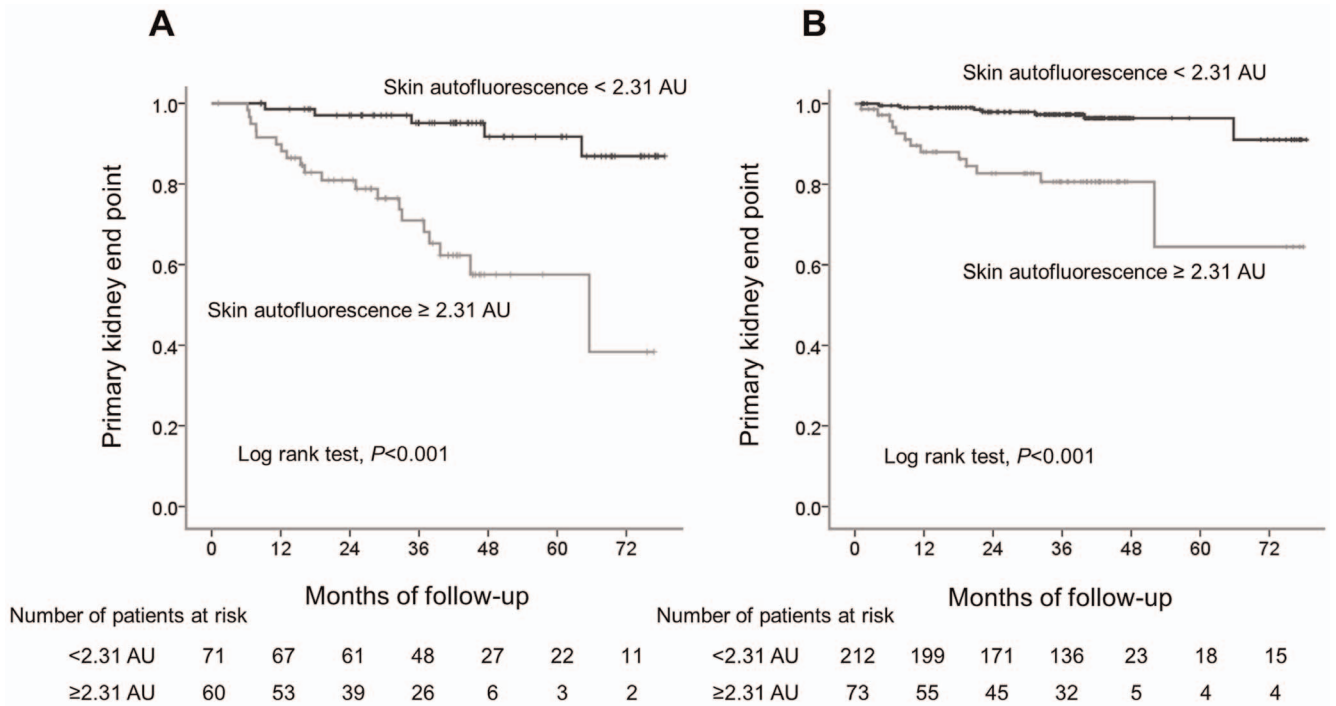 A
Skin autofluorescence < 2.31 AU
Primary kidney end point
1.0
0.8
0.6
0.4
0.2
0.0
Skin autofluorescence ≥ 2.31 AU
Log rank test, P<0.001
0 12 24 36 48 60 72
Months of follow-up
Number of patients at risk
<2.31 AU 71 67 61 48 27 22 11
≥2.31 AU 60 53 39 26 6 3 2
B
Skin autofluorescence < 2.31 AU
Primary kidney end point
1.0
0.8
0.6
0.4
0.2
0.0
Skin autofluorescence ≥ 2.31 AU
Log rank test, P<0.001
0 12 24 36 48 60 72
Months of follow-up
Number of patients at risk
<2.31 AU 212 199 171 136 23 18 15
≥2.31 AU 73 55 45 32 5 4 4